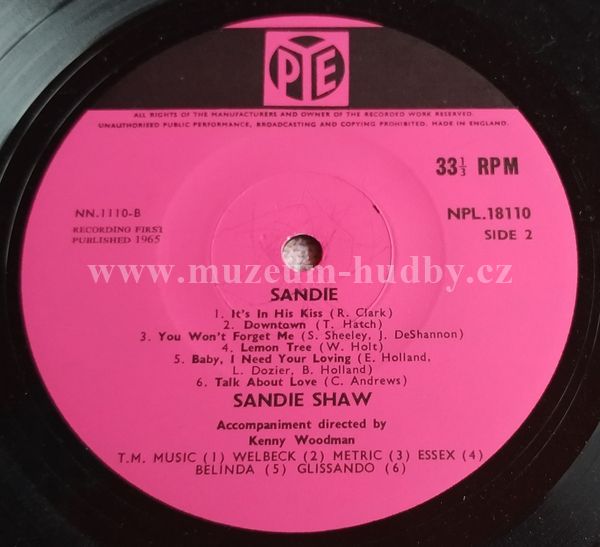 PYE
ALL RIGHTS OF THE MANUFACTURERS AND OWNER OF THE RECORDED WORK RESERVED.
UNAUTHORISED PUBLIC PERFORMANCE, BROADCASTING AND COPYING PROHIBITED. MADE IN ENGLAND.
33⅓ RPM
NN.1110-B
NPL.18110
RECORDING FIRST
PUBLISHED 1965
SIDE 2
www.muzeum-hudby.cz
SANDIE
1. It's In His Kiss (R. Clark)
2. Downtown (T. Hatch)
3. You Won't Forget Me (S. Sheeley, J. DeShannon)
4. Lemon Tree (W. Holt)
5. Baby, I Need Your Loving (E. Holland,
L. Dozier, B. Holland)
6. Talk About Love (C. Andrews)
SANDIE SHAW
Accompaniment directed by
Kenny Woodman
T.M. MUSIC (1) WELBECK (2) METRIC (3) ESSEX (4)
BELINDA (5) GLISSANDO (6)